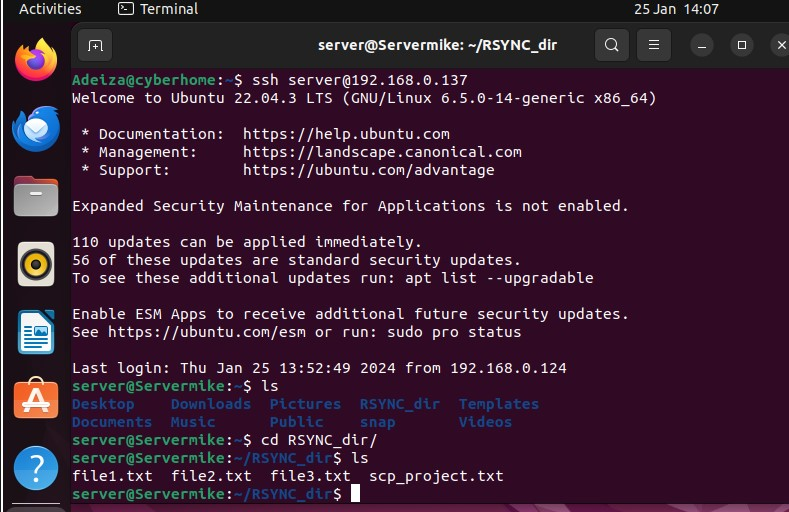 Activities Terminal 25 Jan 14:07
server@Servermike: ~/RSYNC_dir
Adeiza@cyberhome:~$ ssh server@192.168.0.137
Welcome to Ubuntu 22.04.3 LTS (GNU/Linux 6.5.0-14-generic x86_64)
* Documentation: https://help.ubuntu.com
* Management: https://landscape.canonical.com
* Support: https://ubuntu.com/advantage
Expanded Security Maintenance for Applications is not enabled.
110 updates can be applied immediately.
56 of these updates are standard security updates.
To see these additional updates run: apt list --upgradable
Enable ESM Apps to receive additional future security updates.
See https://ubuntu.com/esm or run: sudo pro status
Last login: Thu Jan 25 13:52:49 2024 from 192.168.0.124
server@Servermike:~$ ls
Desktop Downloads Pictures RSYNC_dir Templates
Documents Music Public snap Videos
server@Servermike:~$ cd RSYNC_dir/
server@Servermike:~/RSYNC_dir$ ls
file1.txt file2.txt file3.txt scp_project.txt
server@Servermike:~/RSYNC_dir$